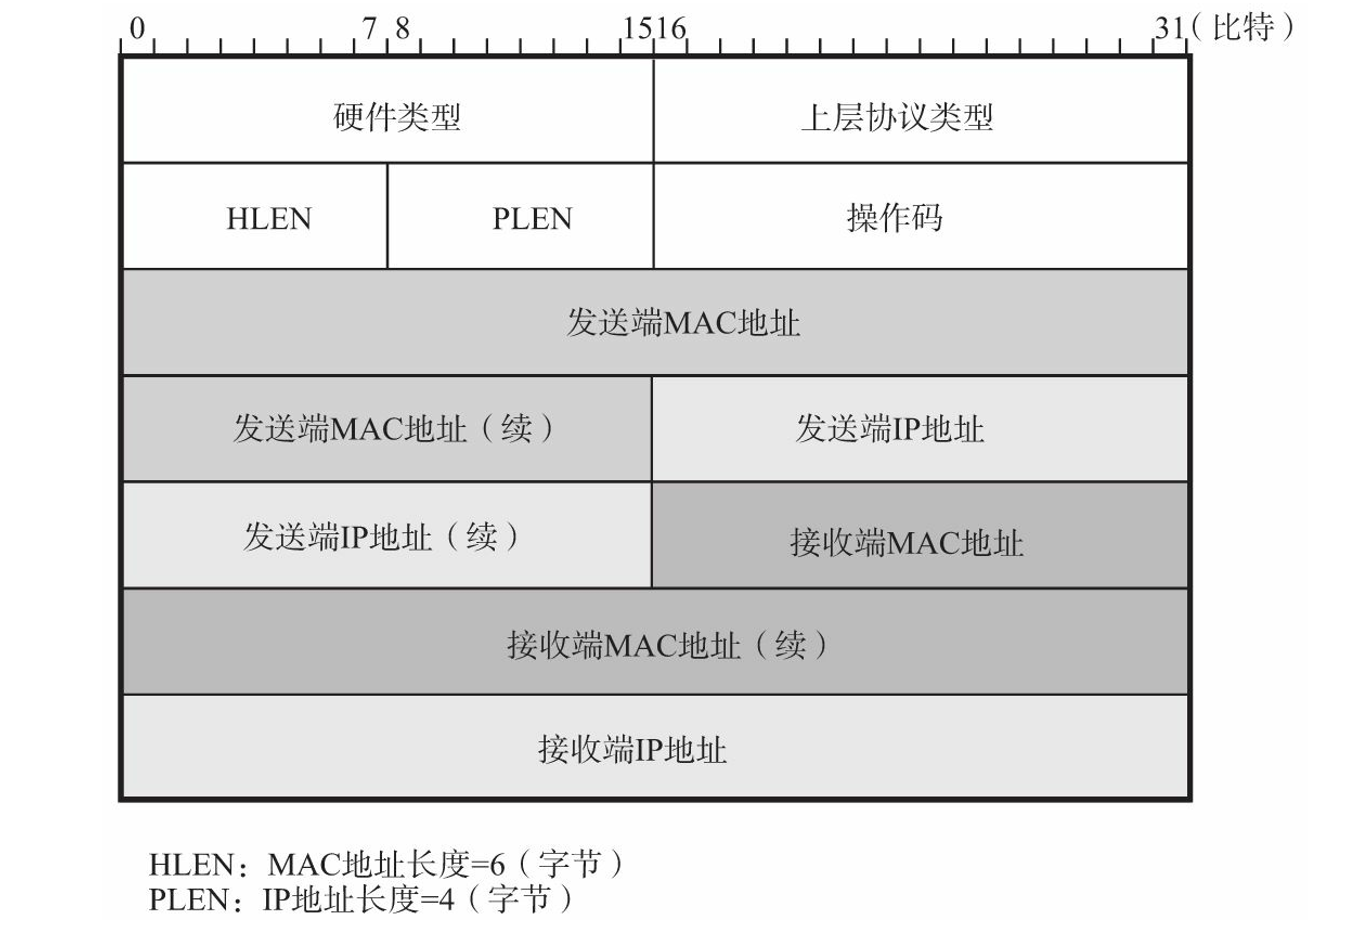 0 7 8 1516 31(比特）
硬件类型 上层协议类型
HLEN PLEN 操作码
发送端MAC地址
发送端MAC地址（续） 发送端IP地址
发送端IP地址（续） 接收端MAC地址
接收端MAC地址（续）
接收端IP地址
HLEN：MAC地址长度=6（字节）
PLEN：IP地址长度=4（字节）